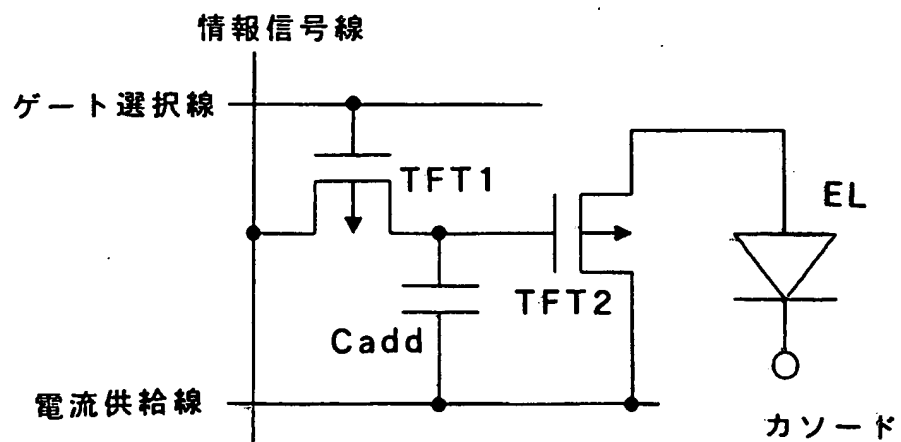 情報信号線
ゲート選択線
TFT1
EL
TFT2
Cadd
電流供給線
カソード